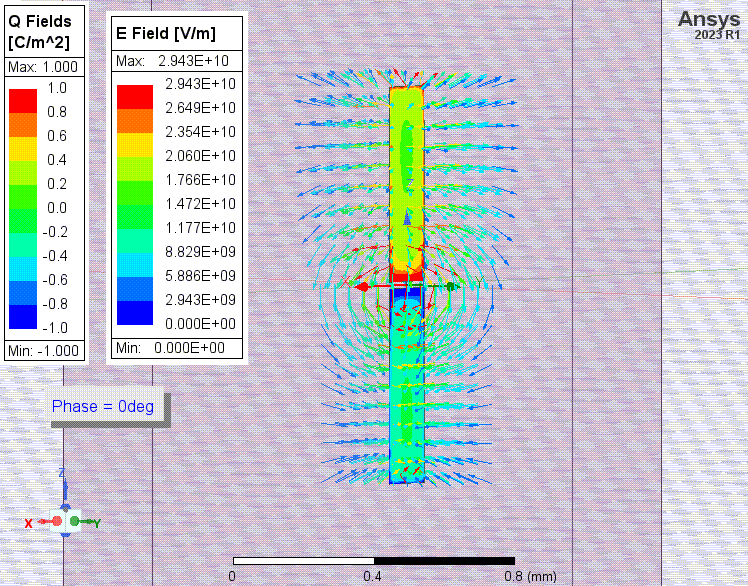 Q Fields
[C/m^2]
Max: 1.000
1.0
0.8
0.6
0.4
0.2
0.0
-0.2
-0.4
-0.6
-0.8
-1.0
Min: -1.000
E Field [V/m]
Max: 2.943E+10
2.943E+10
2.649E+10
2.354E+10
2.060E+10
1.766E+10
1.472E+10
1.177E+10
8.829E+09
5.886E+09
2.943E+09
0.000E+00
Min: 0.000E+00
Ansys
2023 R1
Phase = 0deg
Z
X
Y
0
0.4
0.8 (mm)